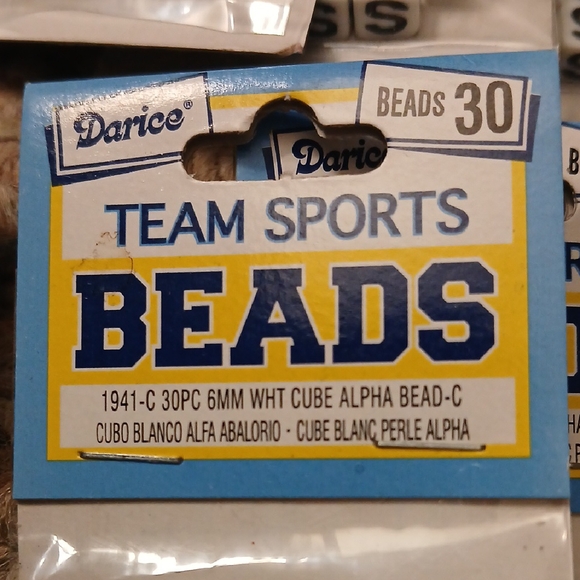 S S
Darice®
BEADS 30
Daric
TEAM SPORTS
BEADS
1941-C 30PC 6MM WHT CUBE ALPHA BEAD-C
CUBO BLANCO ALFA ABALORIO - CUBE BLANC PERLE ALPHA